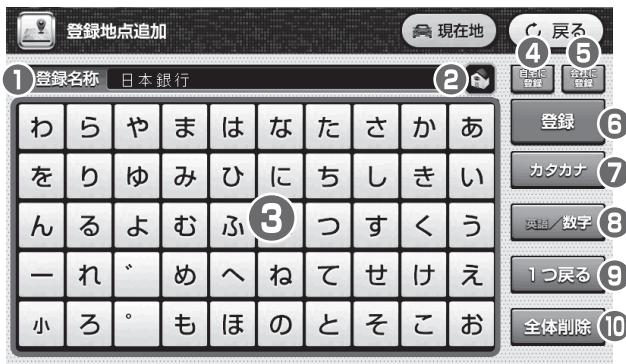 登録地点追加 現在地 戻る
④ ⑤
① 登録名称 日本銀行 ② 自宅に登録 会社に登録
わ ら や ま は な た さ か あ 登録 ⑥
を り ゆ み ひ に ち し き い カタカナ ⑦
ん る よ む ふ ③ つ す く う 英語/数字 ⑧
ー れ ゛ め へ ね て せ け え 1つ戻る ⑨
小 ろ ゜ も ほ の と そ こ お 全体削除 ⑩